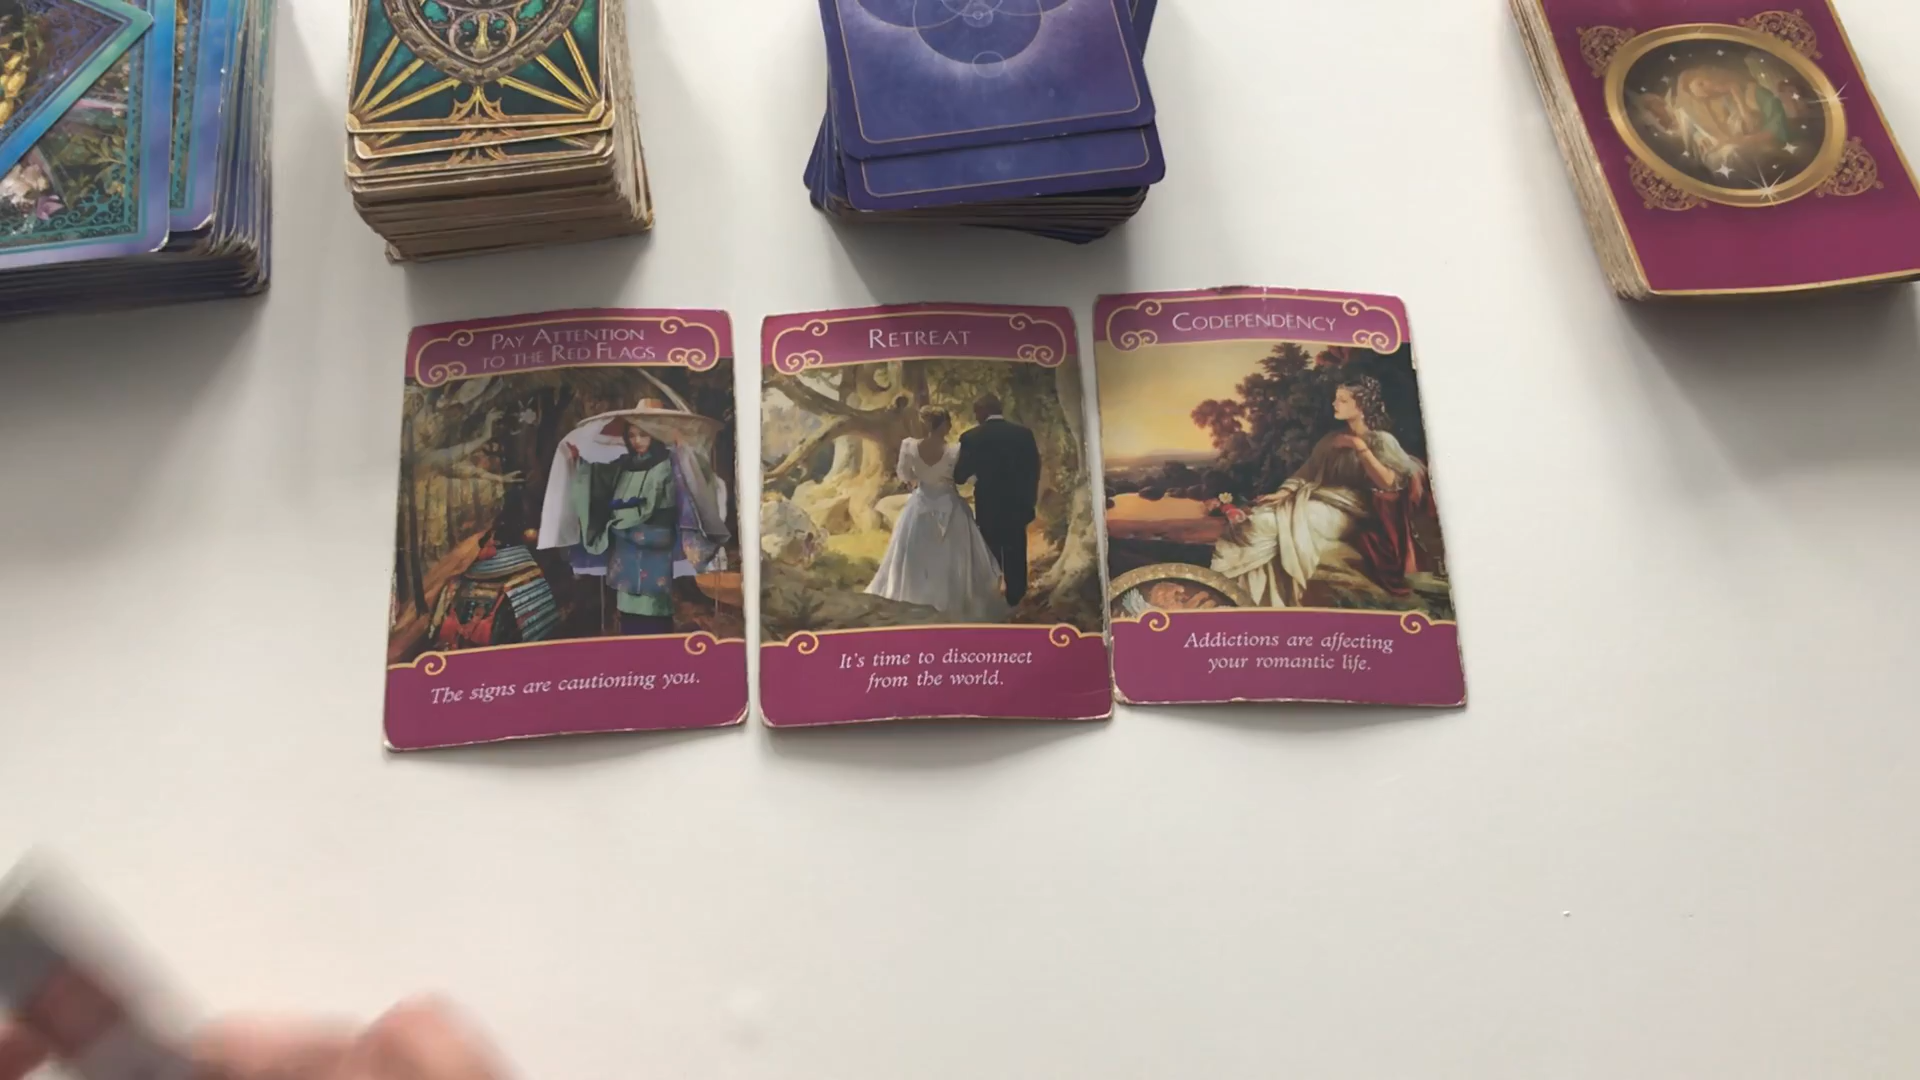 PAY ATTENTION
TO THE RED FLAGS
The signs are cautioning you.
RETREAT
It's time to disconnect
from the world.
CODEPENDENCY
Addictions are affecting
your romantic life.